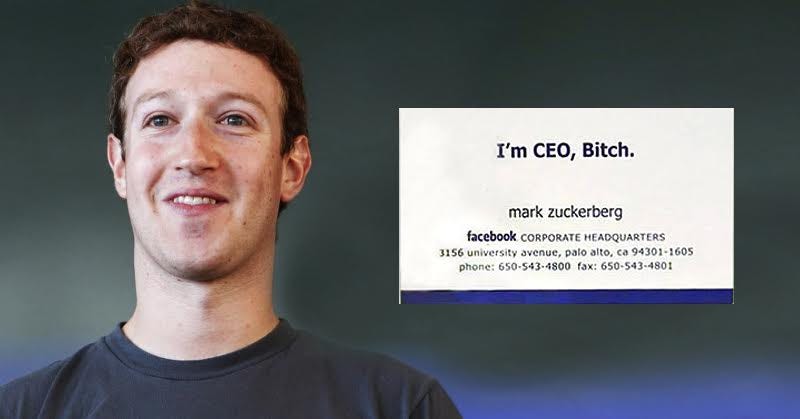 I'm CEO, Bitch.
mark zuckerberg
facebook CORPORATE HEADQUARTERS
3156 university avenue, palo alto, ca 94301-1605
phone: 650-543-4800 fax: 650-543-4801